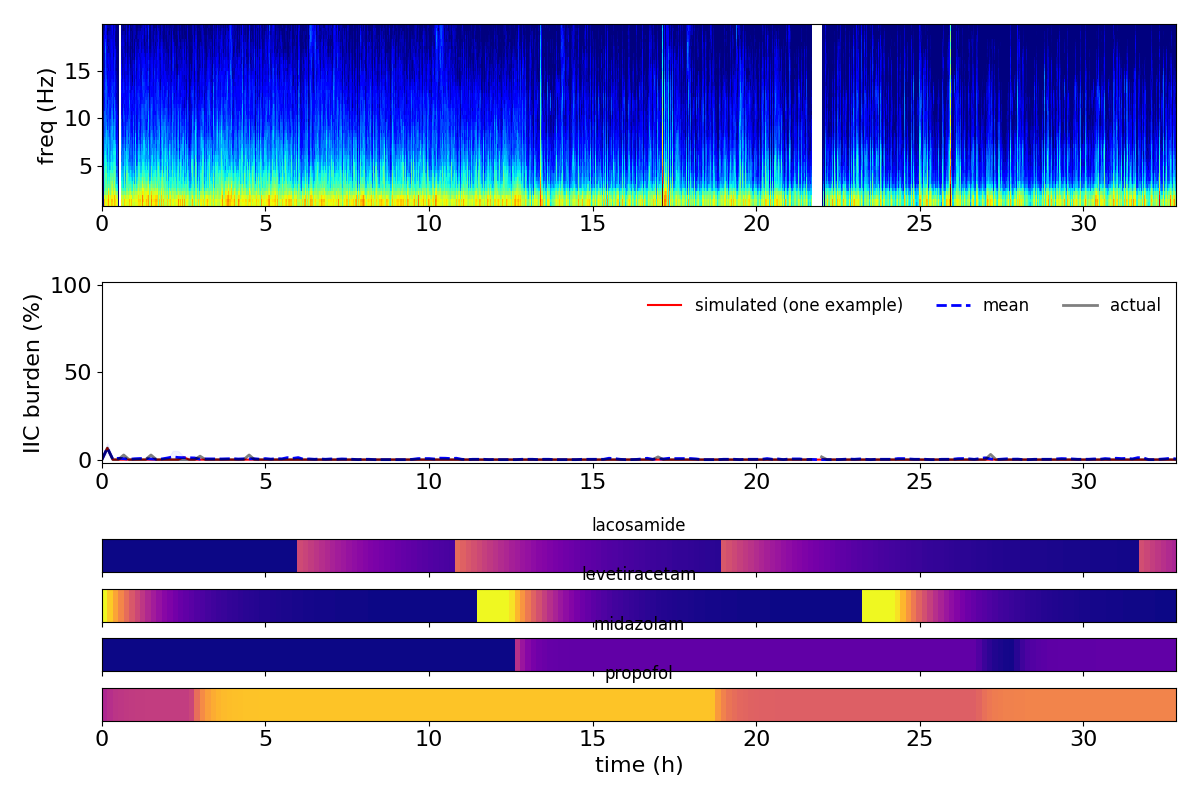 freq (Hz)
15
10
5
0 5 10 15 20 25 30
IIC burden (%)
100
50
0
simulated (one example) mean actual
0 5 10 15 20 25 30
lacosamide
levetiracetam
midazolam
propofol
0 5 10 15 20 25 30
time (h)